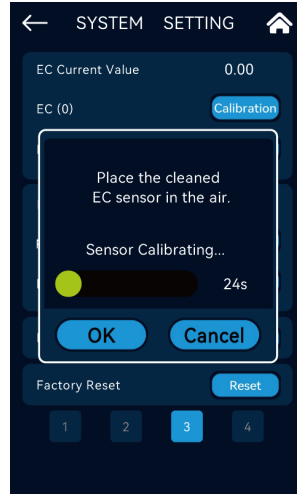 SYSTEM SETTING
EC Current Value 0.00
EC (0) Calibration
Place the cleaned
EC sensor in the air.
Sensor Calibrating...
24s
OK Cancel
Factory Reset Reset
1 2 3 4